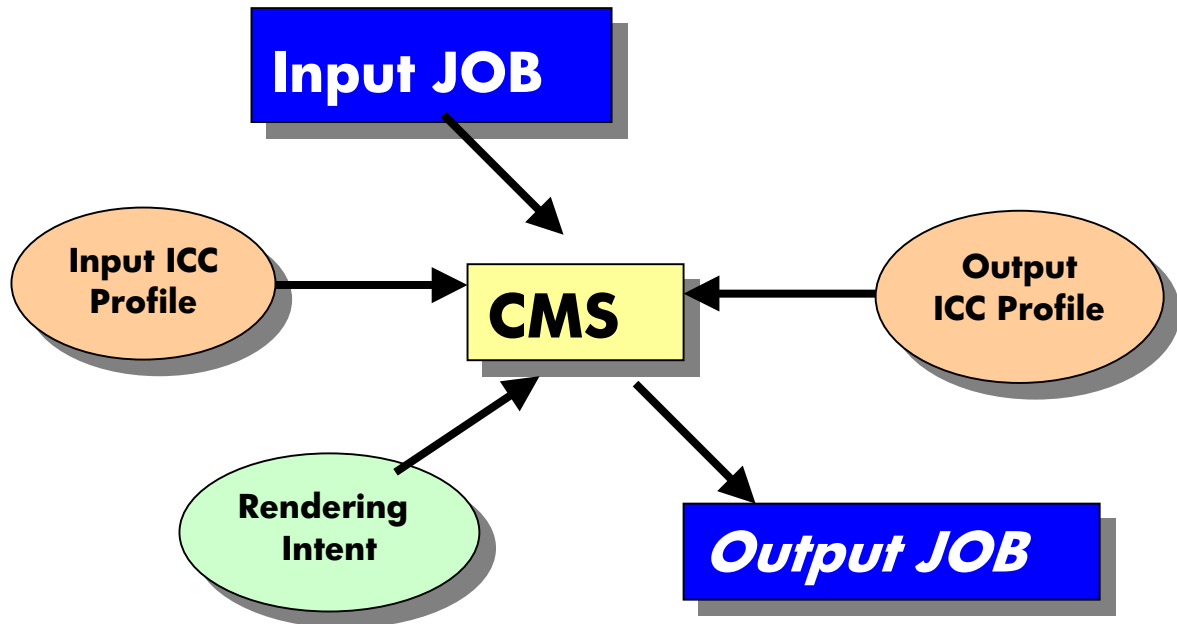 Input JOB
Input ICC
Profile
Output
ICC Profile
CMS
Rendering
Intent
Output JOB